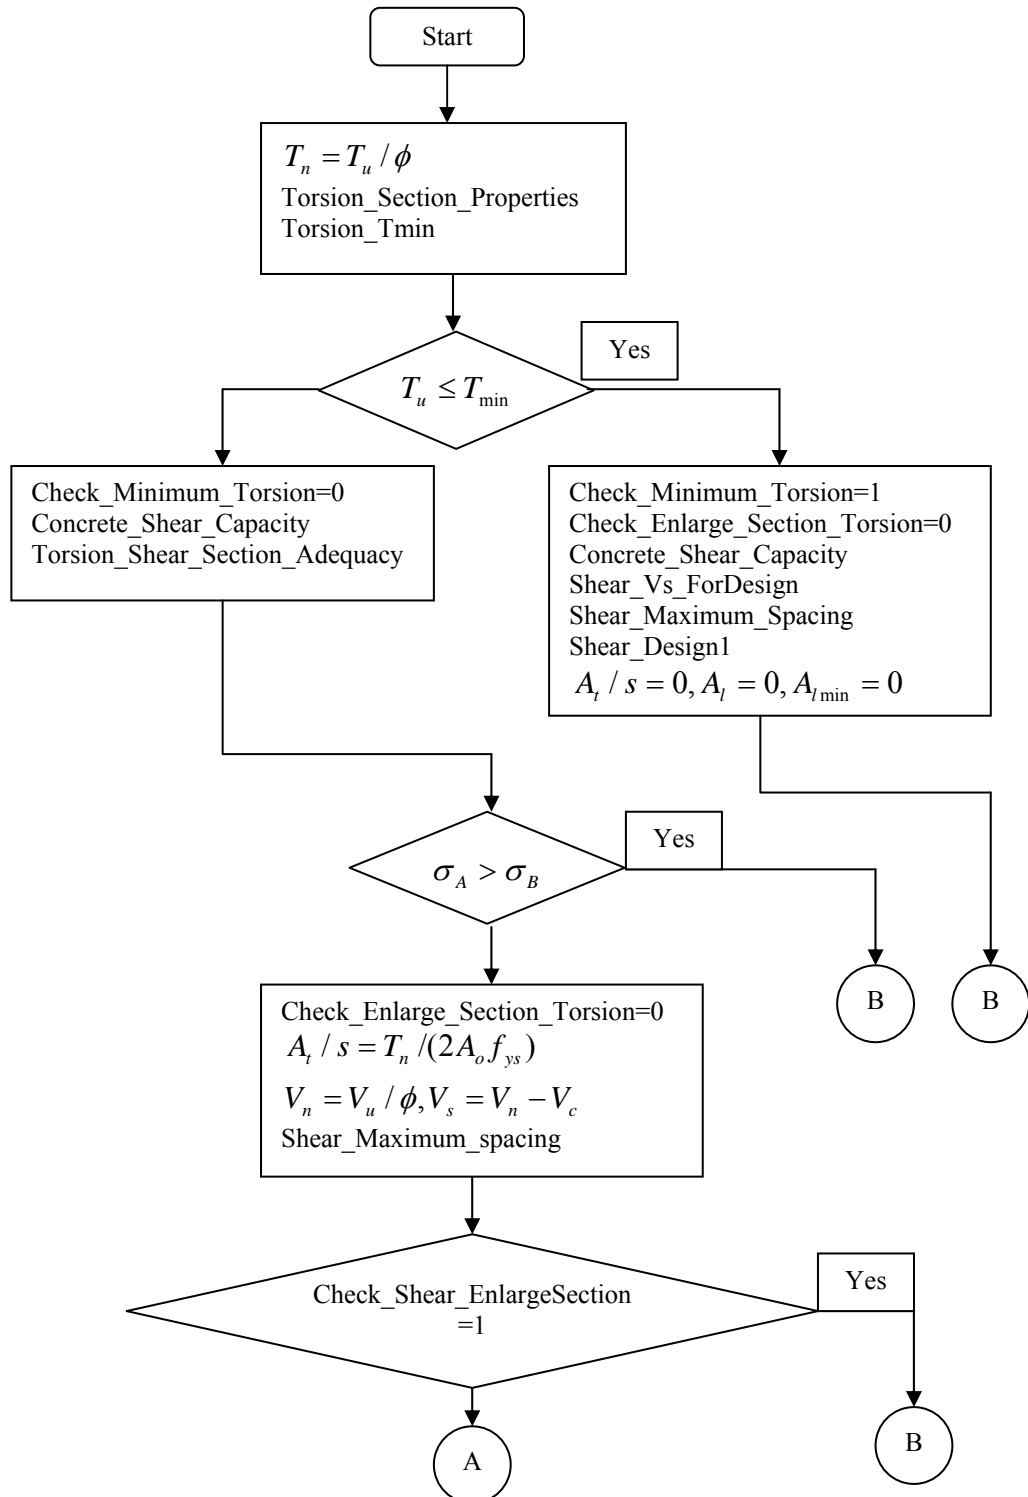 Start
T_n = T_u / ϕ
Torsion_Section_Properties
Torsion_Tmin
Yes
T_u ≤ T_min
Check_Minimum_Torsion=0
Concrete_Shear_Capacity
Torsion_Shear_Section_Adequacy
Check_Minimum_Torsion=1
Check_Enlarge_Section_Torsion=0
Concrete_Shear_Capacity
Shear_Vs_ForDesign
Shear_Maximum_Spacing
Shear_Design1
A_t / s = 0, A_l = 0, A_l min = 0
Yes
σ_A > σ_B
B
B
Check_Enlarge_Section_Torsion=0
A_t / s = T_n /(2A_o f_ys)
V_n = V_u / ϕ, V_s = V_n − V_c
Shear_Maximum_spacing
Yes
Check_Shear_EnlargeSection
=1
B
A